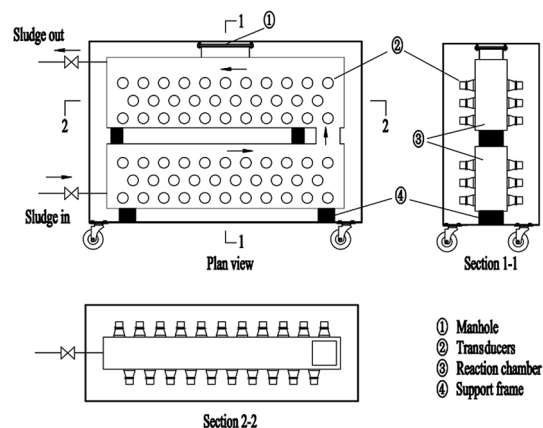 1
①
Sludge out
②
2
2
③
Sludge in
④
1
Plan view
Section 1-1
① Manhole
② Transducers
③ Reaction chamber
④ Support frame
Section 2-2